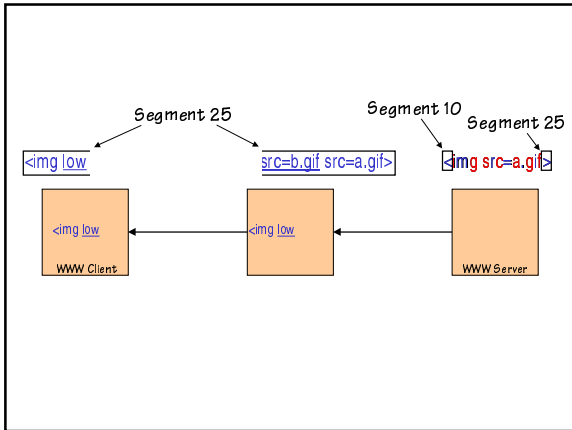 Segment 25
Segment 10
Segment 25
<img low
src=b.gif src=a.gif>
<img src=a.gif>
<img low
<img low
WWW Client
WWW Server